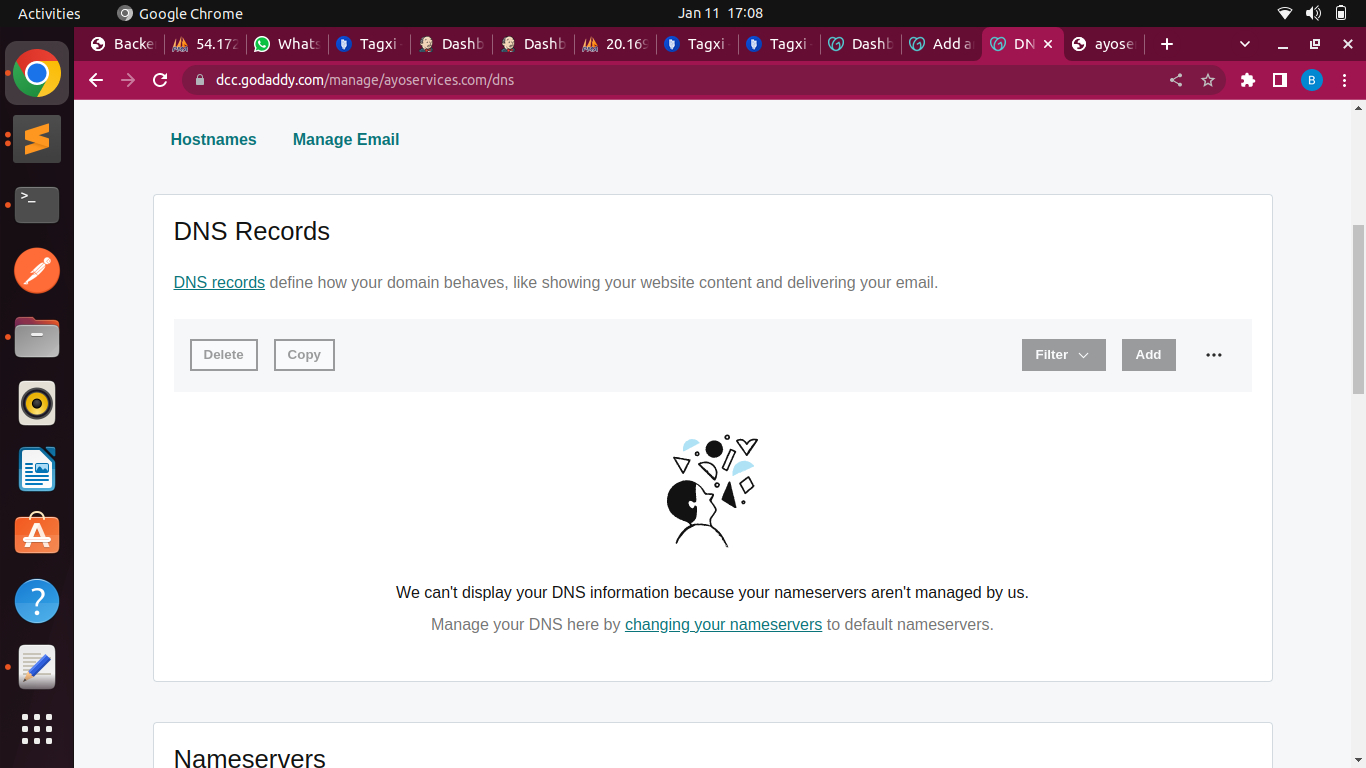 Activities
Google Chrome
Jan 11 17:08
Backe
54.172
Whats
Tagxi
Dashb
Dashb
20.169
Tagxi
Tagxi
Dashb
Add a
DN
ayose
dcc.godaddy.com/manage/ayoservices.com/dns
B
Hostnames
Manage Email
DNS Records
DNS records define how your domain behaves, like showing your website content and delivering your email.
Delete
Copy
Filter
Add
We can't display your DNS information because your nameservers aren't managed by us.
Manage your DNS here by changing your nameservers to default nameservers.
Nameservers